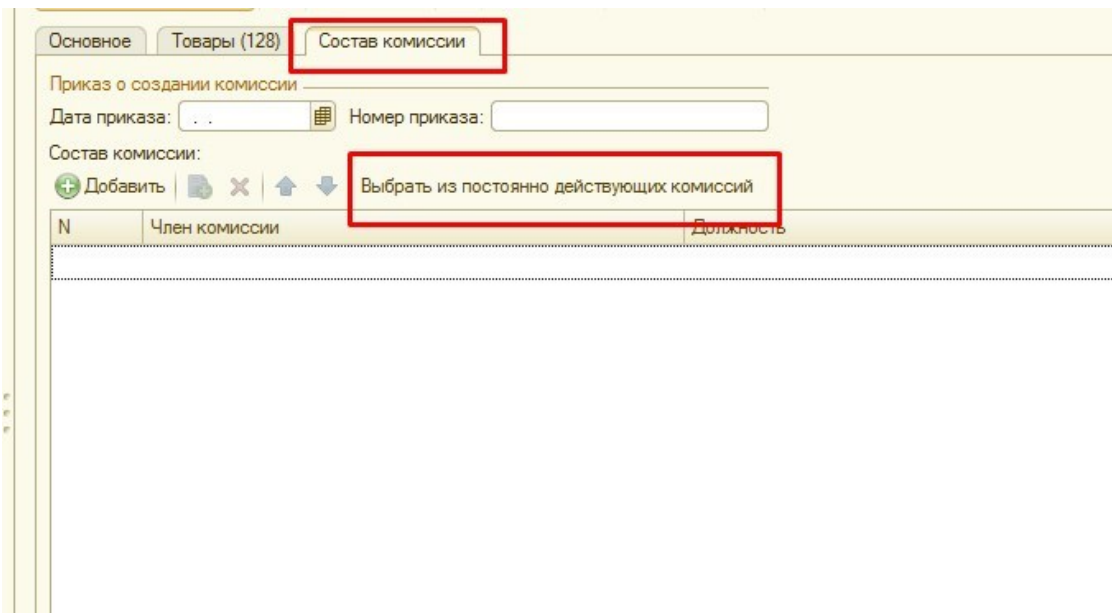 Основное Товары (128) Состав комиссии
Приказ о создании комиссии
Дата приказа: . . Номер приказа:
Состав комиссии:
Добавить Выбрать из постоянно действующих комиссий
N Член комиссии Должность